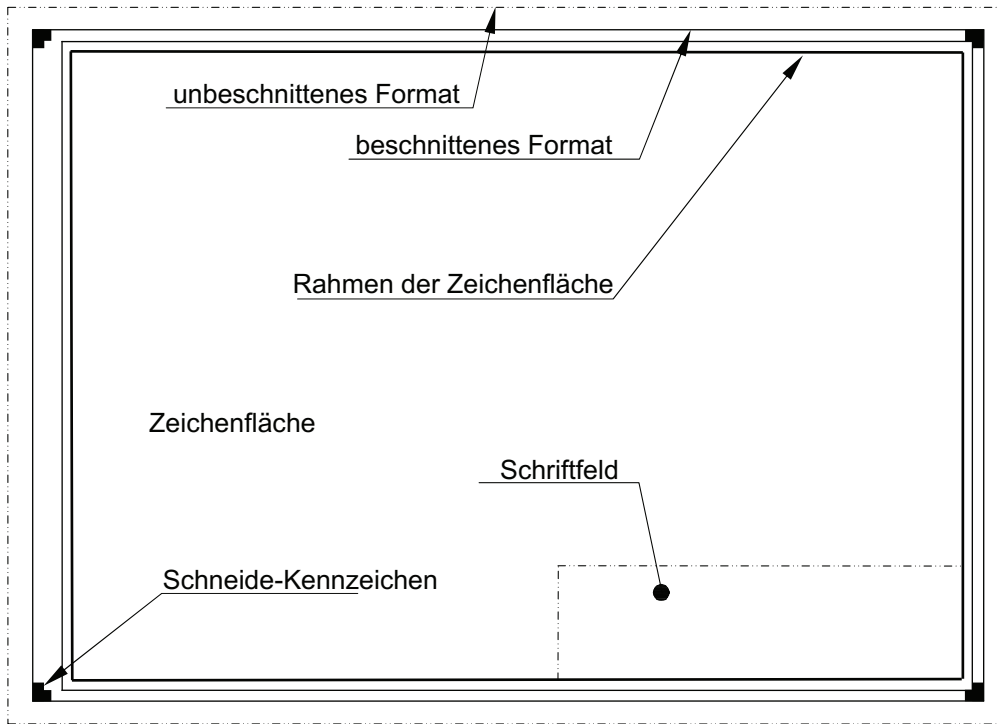 unbeschnittenes Format
beschnittenes Format
Rahmen der Zeichenfläche
Zeichenfläche
Schriftfeld
Schneide-Kennzeichen